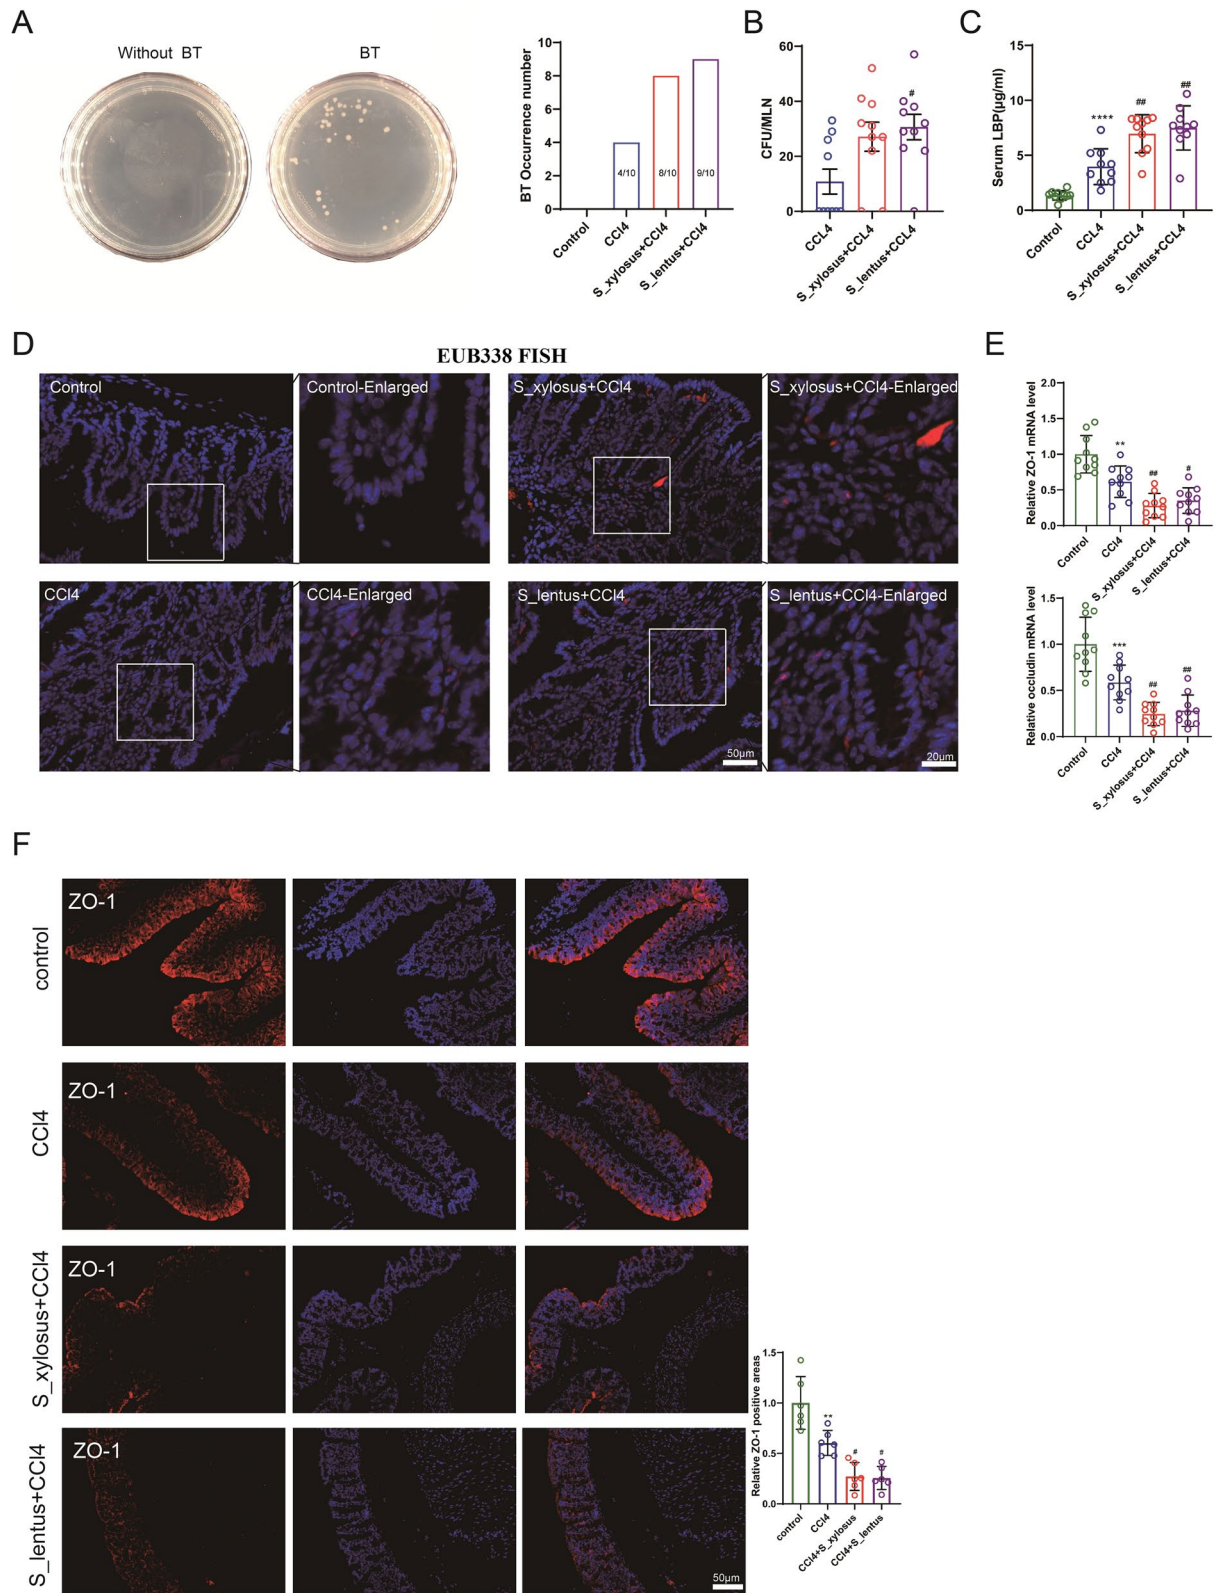 A
Without BT
BT
BT Occurrence number
10
8
6
4
2
0
4/10
8/10
9/10
Control
CCl4
S_xylosus+CCl4
S_lentus+CCl4
B
CFU/MLN
60
40
20
0
#
CCL4
S_xylosus+CCL4
S_lentus+CCL4
C
Serum LBP(µg/ml)
15
10
5
0
****
##
##
Control
CCL4
S_xylosus+CCL4
S_lentus+CCL4
D
EUB338 FISH
Control
Control-Enlarged
S_xylosus+CCl4
S_xylosus+CCl4-Enlarged
CCl4
CCl4-Enlarged
S_lentus+CCl4
S_lentus+CCl4-Enlarged
50µm
20µm
E
Relative ZO-1 mRNA level
2.0
1.5
1.0
0.5
0.0
**
##
#
Control
CCl4
S_xylosus+CCl4
S_lentus+CCl4
Relative occludin mRNA level
1.5
1.0
0.5
0.0
***
##
##
Control
CCl4
S_xylosus+CCl4
S_lentus+CCl4
F
control
ZO-1
CCl4
ZO-1
S_xylosus+CCl4
ZO-1
S_lentus+CCl4
ZO-1
50µm
Relative ZO-1 positive areas
1.5
1.0
0.5
0.0
**
#
#
control
CCl4
CCl4+S_xylosus
CCl4+S_lentus